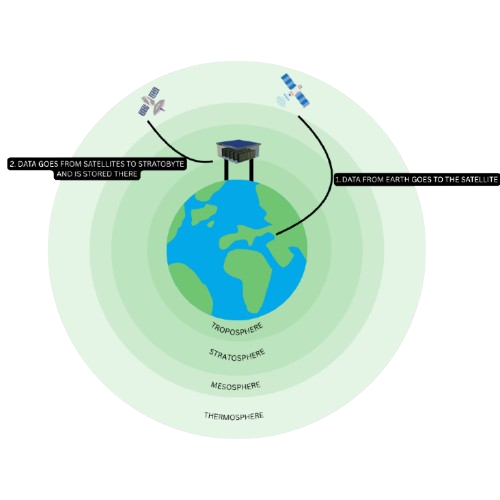 2. DATA GOES FROM SATELLITES TO STRATOBYTE
AND IS STORED THERE
1.DATA FROM EARTH GOES TO THE SATELLITE
TROPOSPHERE
STRATOSPHERE
MESOSPHERE
THERMOSPHERE